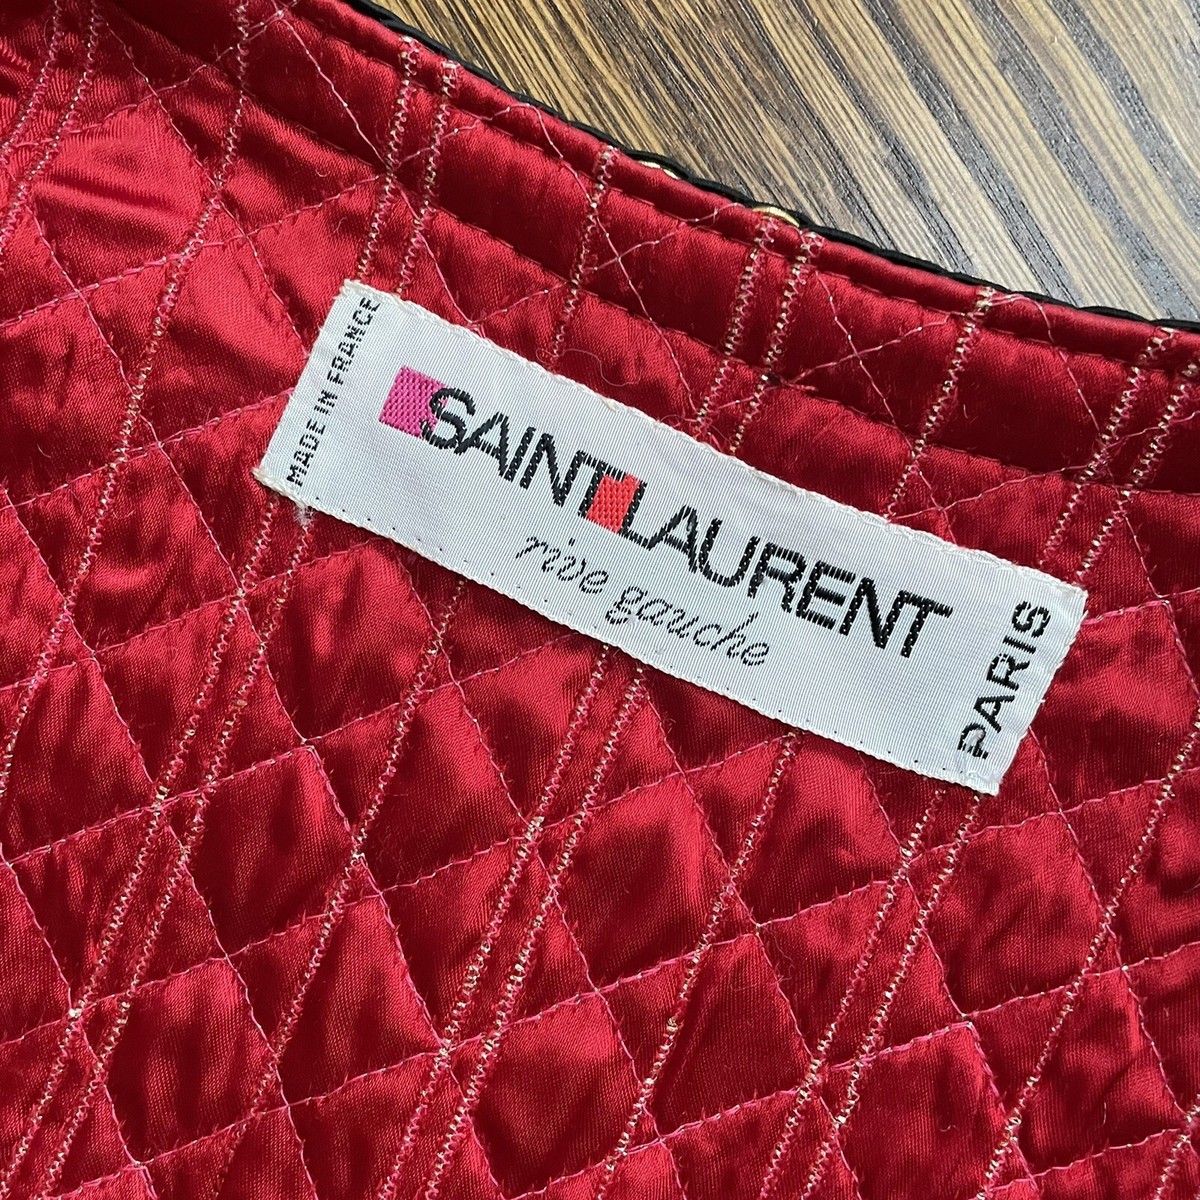 MADE IN FRANCE
SAINT LAURENT
rive gauche
PARIS